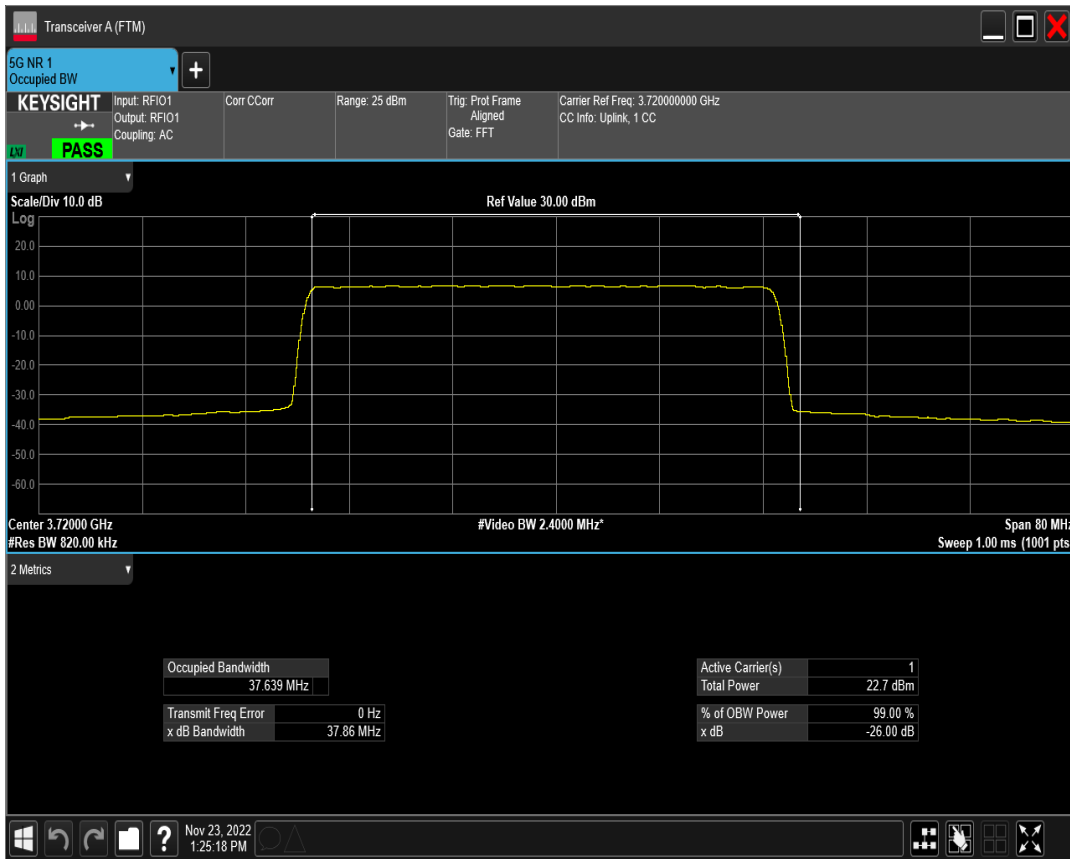 Transceiver A (FTM)
5G NR 1
Occupied BW
+
KEYSIGHT
LXI
PASS
Input: RFIO1
Output: RFIO1
Coupling: AC
Corr CCorr
Range: 25 dBm
Trig: Prot Frame
Aligned
Gate: FFT
Carrier Ref Freq: 3.720000000 GHz
CC Info: Uplink, 1 CC
1 Graph
Scale/Div 10.0 dB
Ref Value 30.00 dBm
Log
20.0
10.0
0.00
-10.0
-20.0
-30.0
-40.0
-50.0
-60.0
Center 3.72000 GHz
#Video BW 2.4000 MHz*
Span 80 MHz
#Res BW 820.00 kHz
Sweep 1.00 ms (1001 pts
2 Metrics
Occupied Bandwidth
37.639 MHz
Transmit Freq Error 0 Hz
x dB Bandwidth 37.86 MHz
Active Carrier(s) 1
Total Power 22.7 dBm
% of OBW Power 99.00 %
x dB -26.00 dB
?
Nov 23, 2022
1:25:18 PM